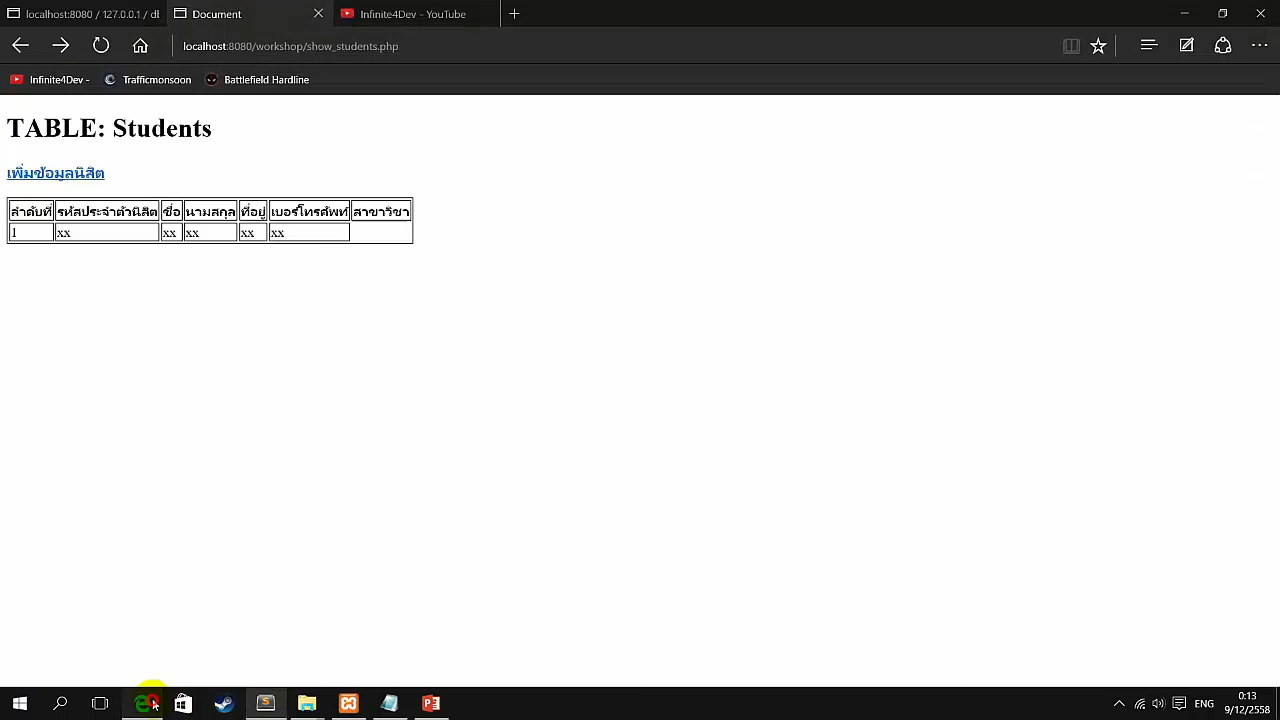 localhost:8080 / 127.0.0.1 / dl
Document
Infinite4Dev - YouTube
localhost:8080/workshop/show_students.php
Infinite4Dev -
Trafficmonsoon
Battlefield Hardline
TABLE: Students
เพิ่มข้อมูลนิสิต
ลำดับที่ รหัสประจำตัวนิสิต ชื่อ นามสกุล ที่อยู่ เบอร์โทรศัพท์ สาขาวิชา
1 xx xx xx xx xx
ENG
0:13
9/12/2558